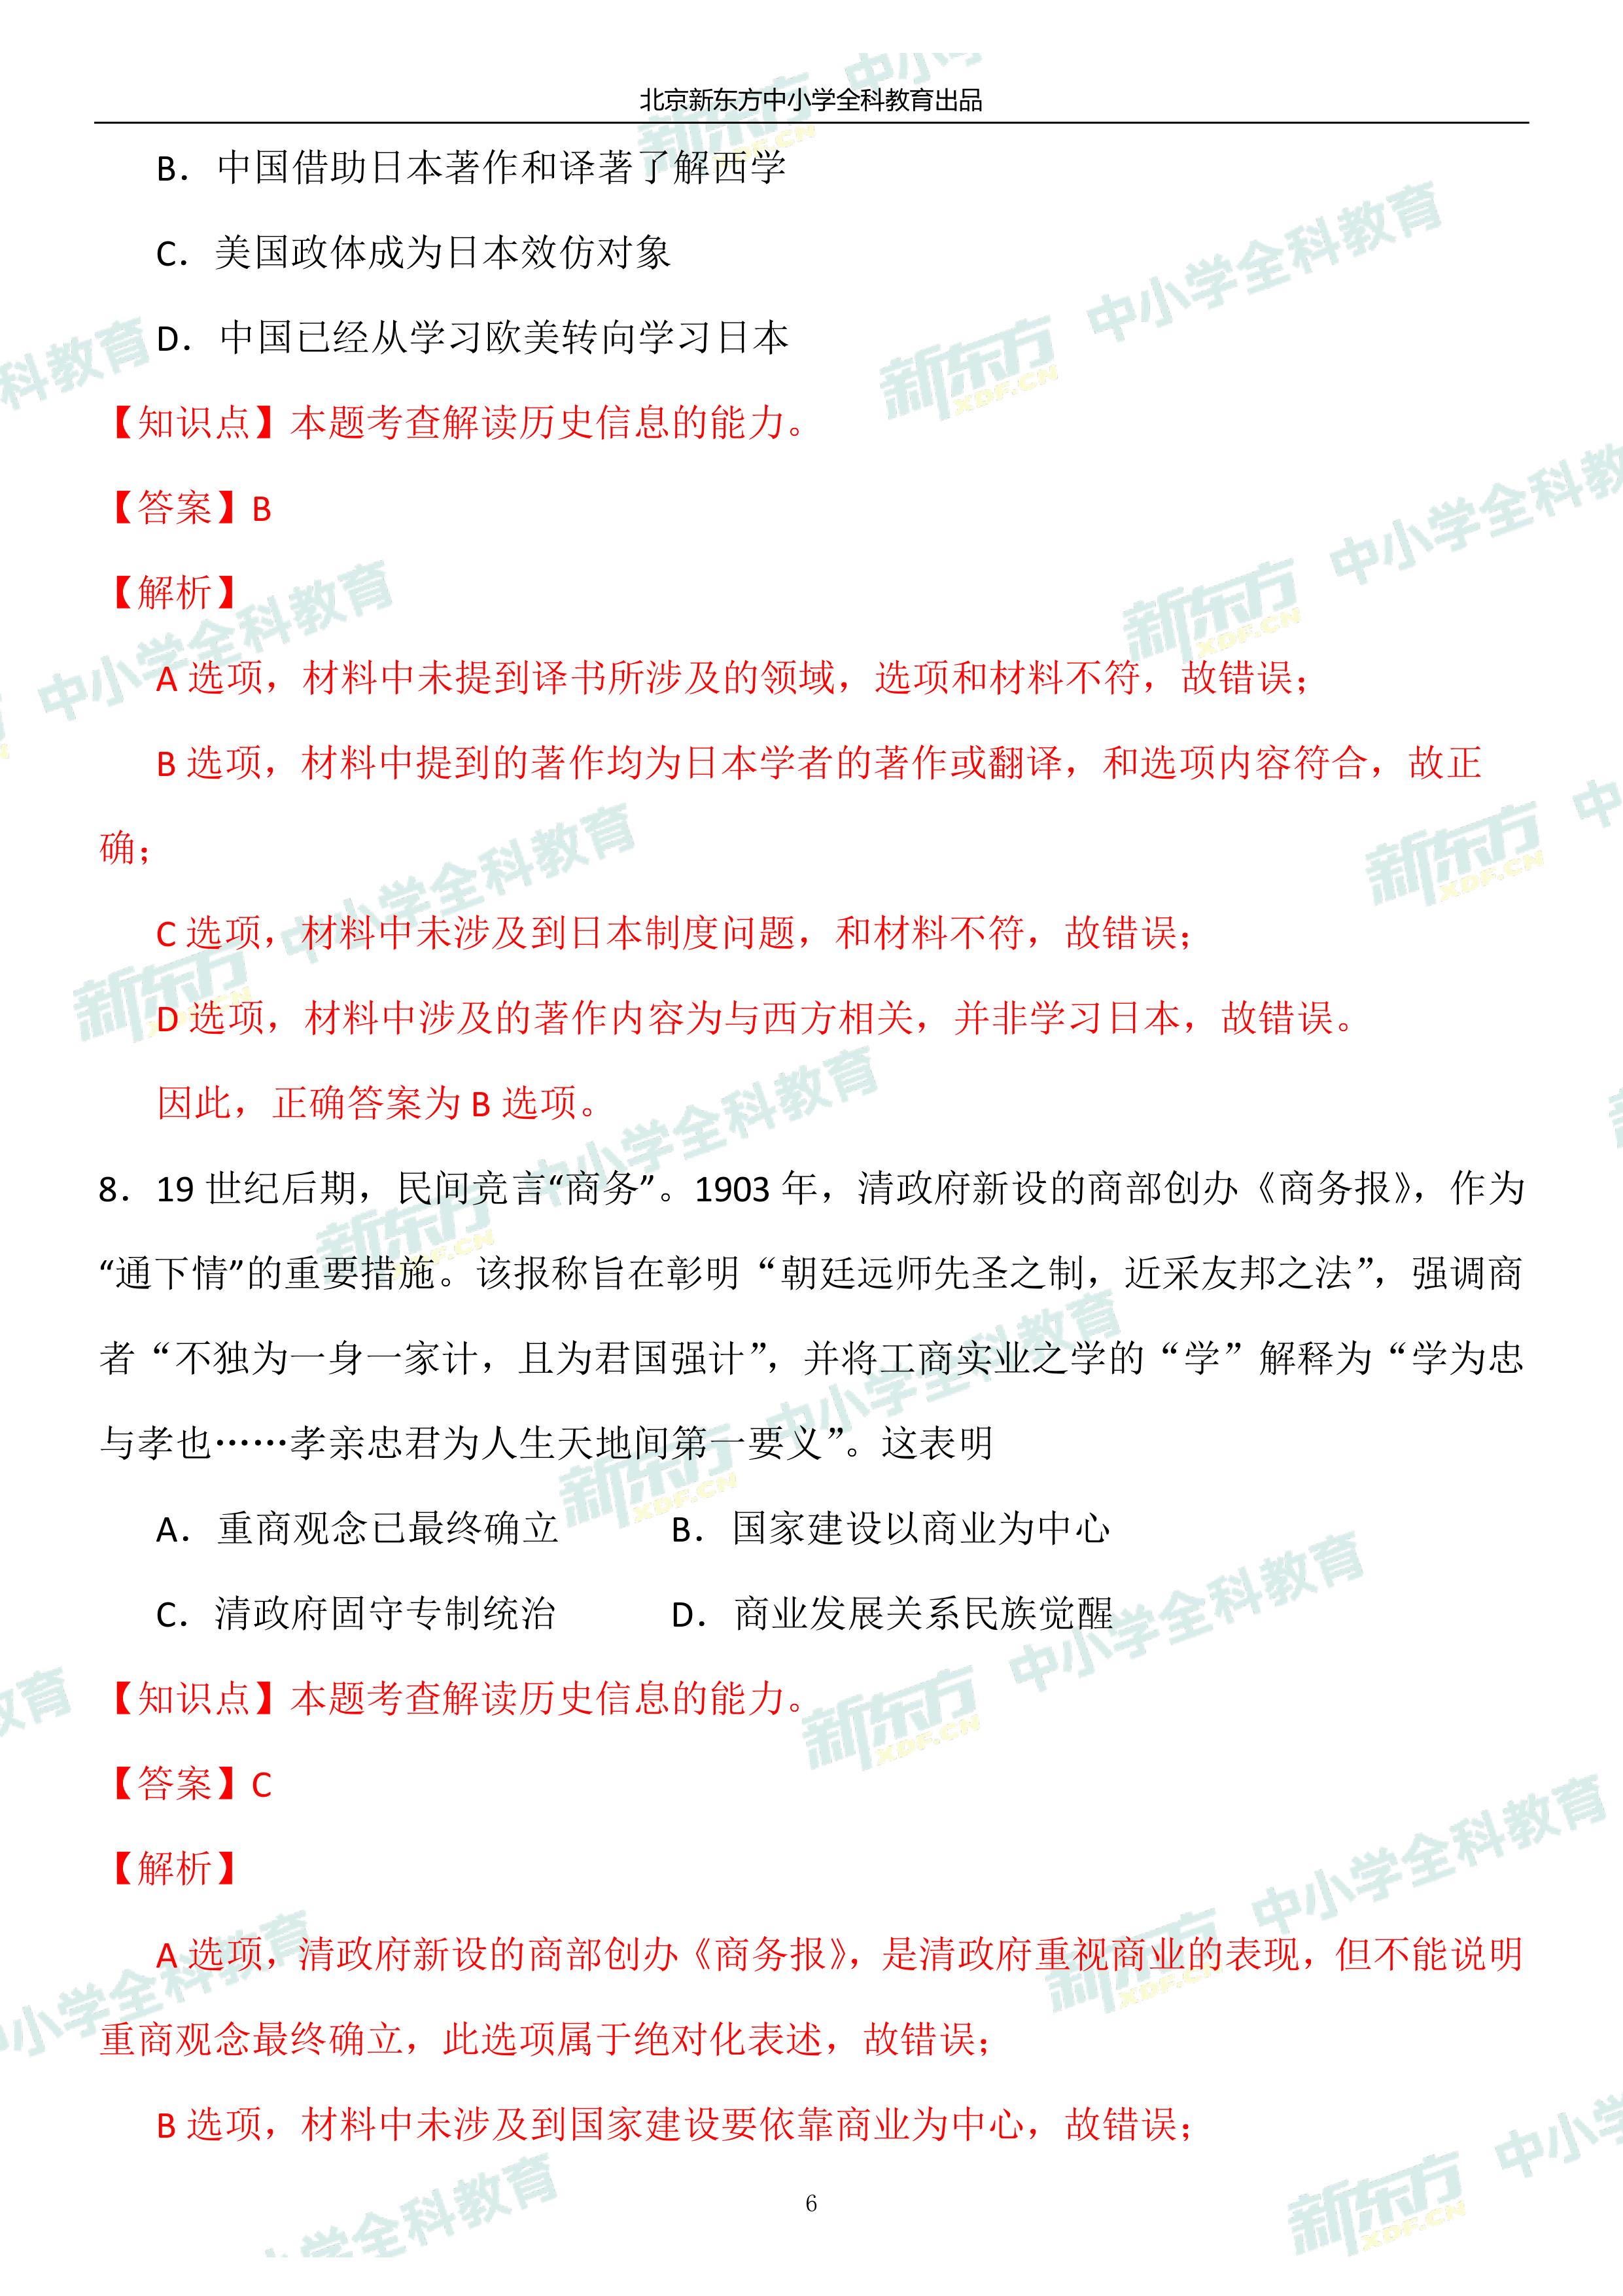 北京新东方中小学全科教育出品
B．中国借助日本著作和译著了解西学
C．美国政体成为日本效仿对象
D．中国已经从学习欧美转向学习日本
【知识点】本题考查解读历史信息的能力。
【答案】B
【解析】
A 选项，材料中未提到译书所涉及的领域，选项和材料不符，故错误；
B 选项，材料中提到的著作均为日本学者的著作或翻译，和选项内容符合，故正
确；
C 选项，材料中未涉及到日本制度问题，和材料不符，故错误；
D 选项，材料中涉及的著作内容为与西方相关，并非学习日本，故错误。
因此，正确答案为 B 选项。
8．19 世纪后期，民间竞言“商务”。1903 年，清政府新设的商部创办《商务报》，作为
“通下情”的重要措施。该报称旨在彰明“朝廷远师先圣之制，近采友邦之法”，强调商
者“不独为一身一家计，且为君国强计”，并将工商实业之学的“学”解释为“学为忠
与孝也……孝亲忠君为人生天地间第一要义”。这表明
A．重商观念已最终确立 B．国家建设以商业为中心
C．清政府固守专制统治 D．商业发展关系民族觉醒
【知识点】本题考查解读历史信息的能力。
【答案】C
【解析】
A 选项，清政府新设的商部创办《商务报》，是清政府重视商业的表现，但不能说明
重商观念最终确立，此选项属于绝对化表述，故错误；
B 选项，材料中未涉及到国家建设要依靠商业为中心，故错误；
6